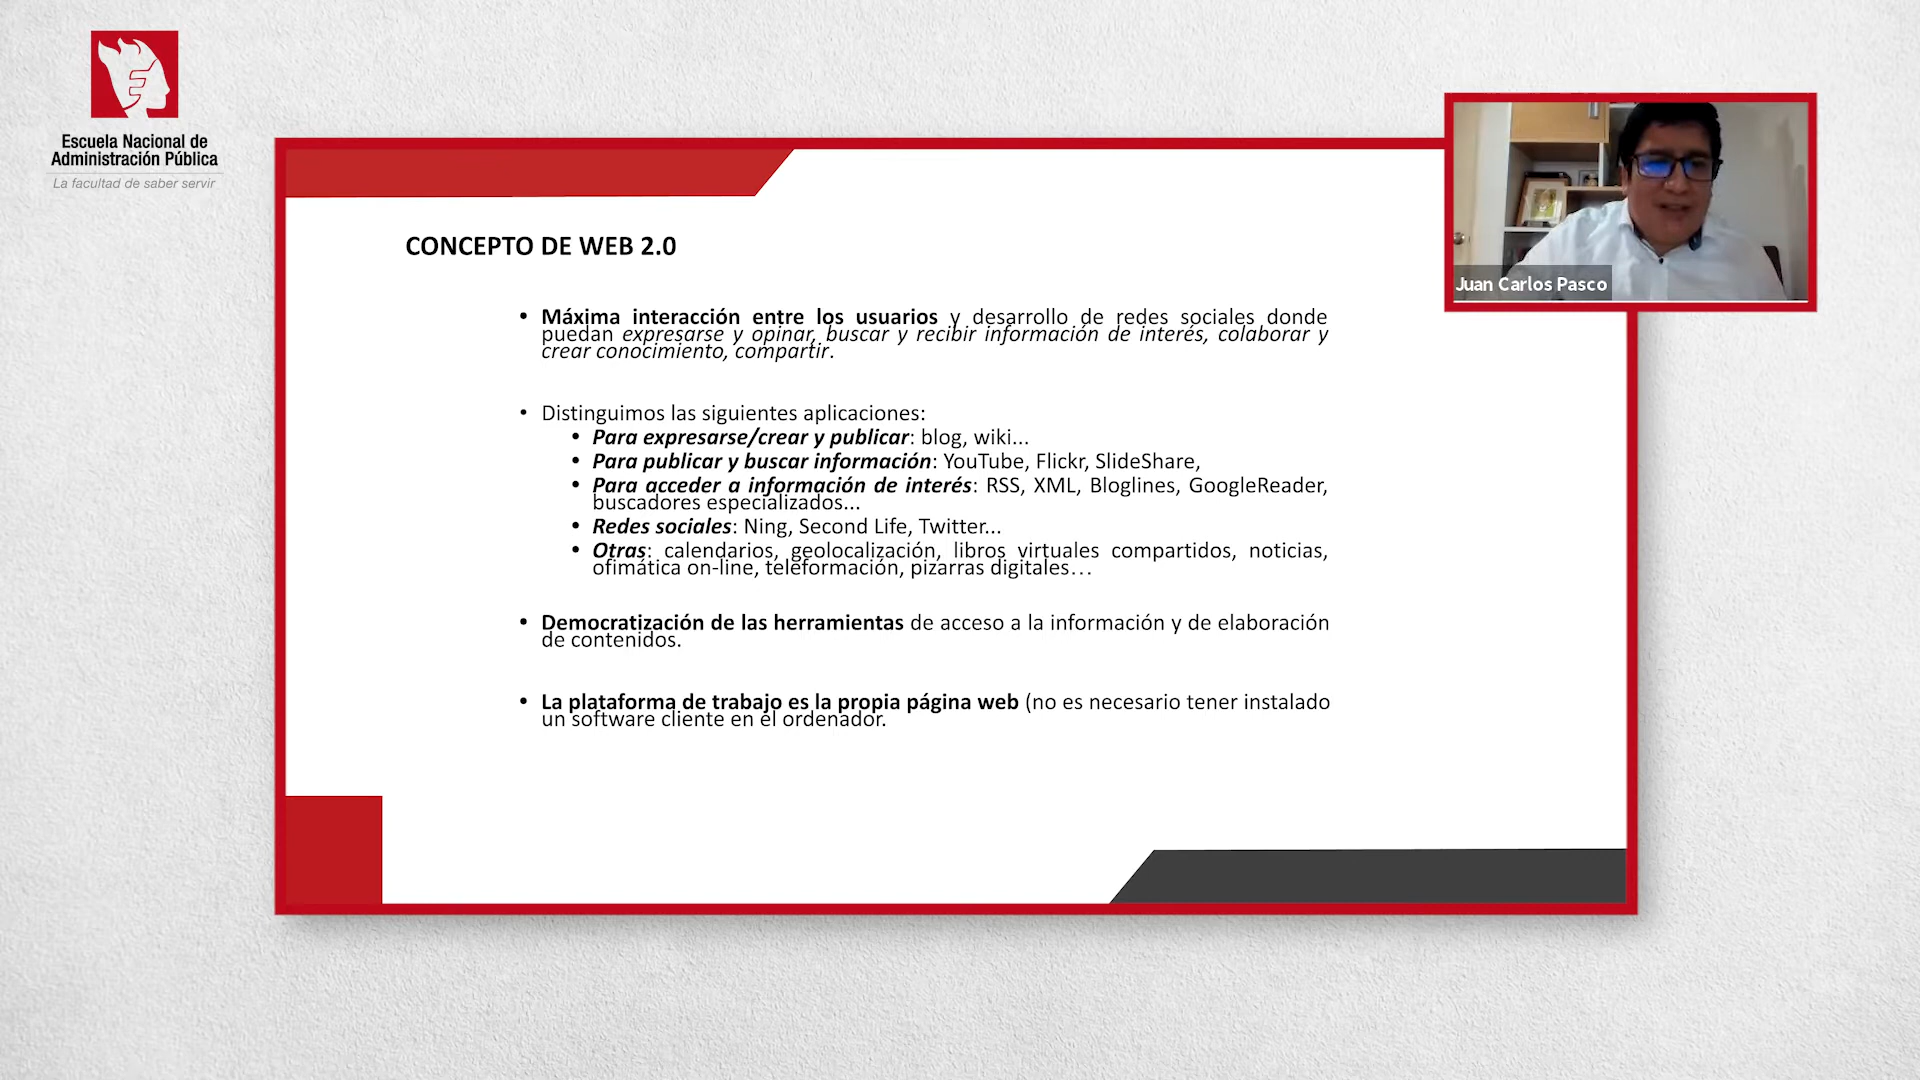 Escuela Nacional de
Administración Pública
La facultad de saber servir
CONCEPTO DE WEB 2.0
• Máxima interacción entre los usuarios y desarrollo de redes sociales donde
puedan expresarse y opinar, buscar y recibir información de interés, colaborar y
crear conocimiento, compartir.
• Distinguimos las siguientes aplicaciones:
• Para expresarse/crear y publicar: blog, wiki...
• Para publicar y buscar información: YouTube, Flickr, SlideShare,
• Para acceder a información de interés: RSS, XML, Bloglines, GoogleReader,
buscadores especializados...
• Redes sociales: Ning, Second Life, Twitter...
• Otras: calendarios, geolocalización, libros virtuales compartidos, noticias,
ofimática on-line, teleformación, pizarras digitales...
• Democratización de las herramientas de acceso a la información y de elaboración
de contenidos.
• La plataforma de trabajo es la propia página web (no es necesario tener instalado
un software cliente en el ordenador.
Juan Carlos Pasco